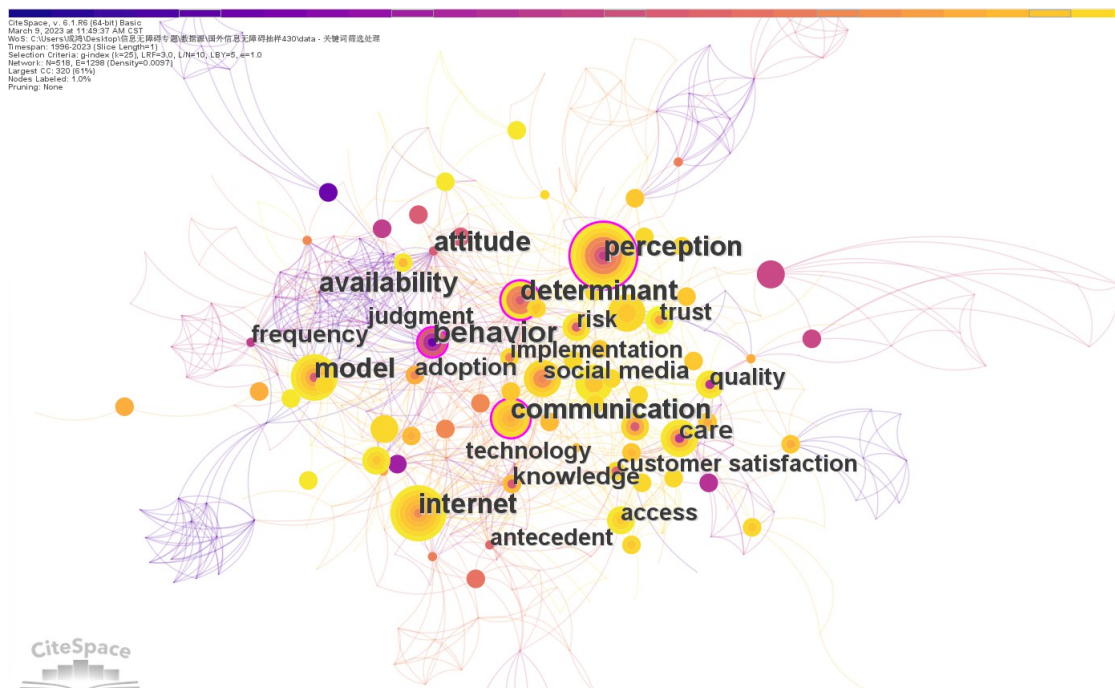 CiteSpace, v. 6.1.R6 (64-bit) Basic
March 9, 2023 at 11:49:37 AM CST
WoS: C:\Users\成鸿\Desktop\信息无障碍专题\数据源\国外信息无障碍抽样430\data - 关键词筛选处理
Timespan: 1996-2023 (Slice Length=1)
Selection Criteria: g-index (k=25), LRF=3.0, L/N=10, LBY=5, e=1.0
Network: N=518, E=1298 (Density=0.0097)
Largest CC: 320 (61%)
Nodes Labeled: 1.0%
Pruning: None
attitude
perception
availability
determinant
judgment
risk
trust
frequency
behavior
implementation
model
adoption
social media
quality
communication
care
technology
customer satisfaction
knowledge
internet
access
antecedent
CiteSpace